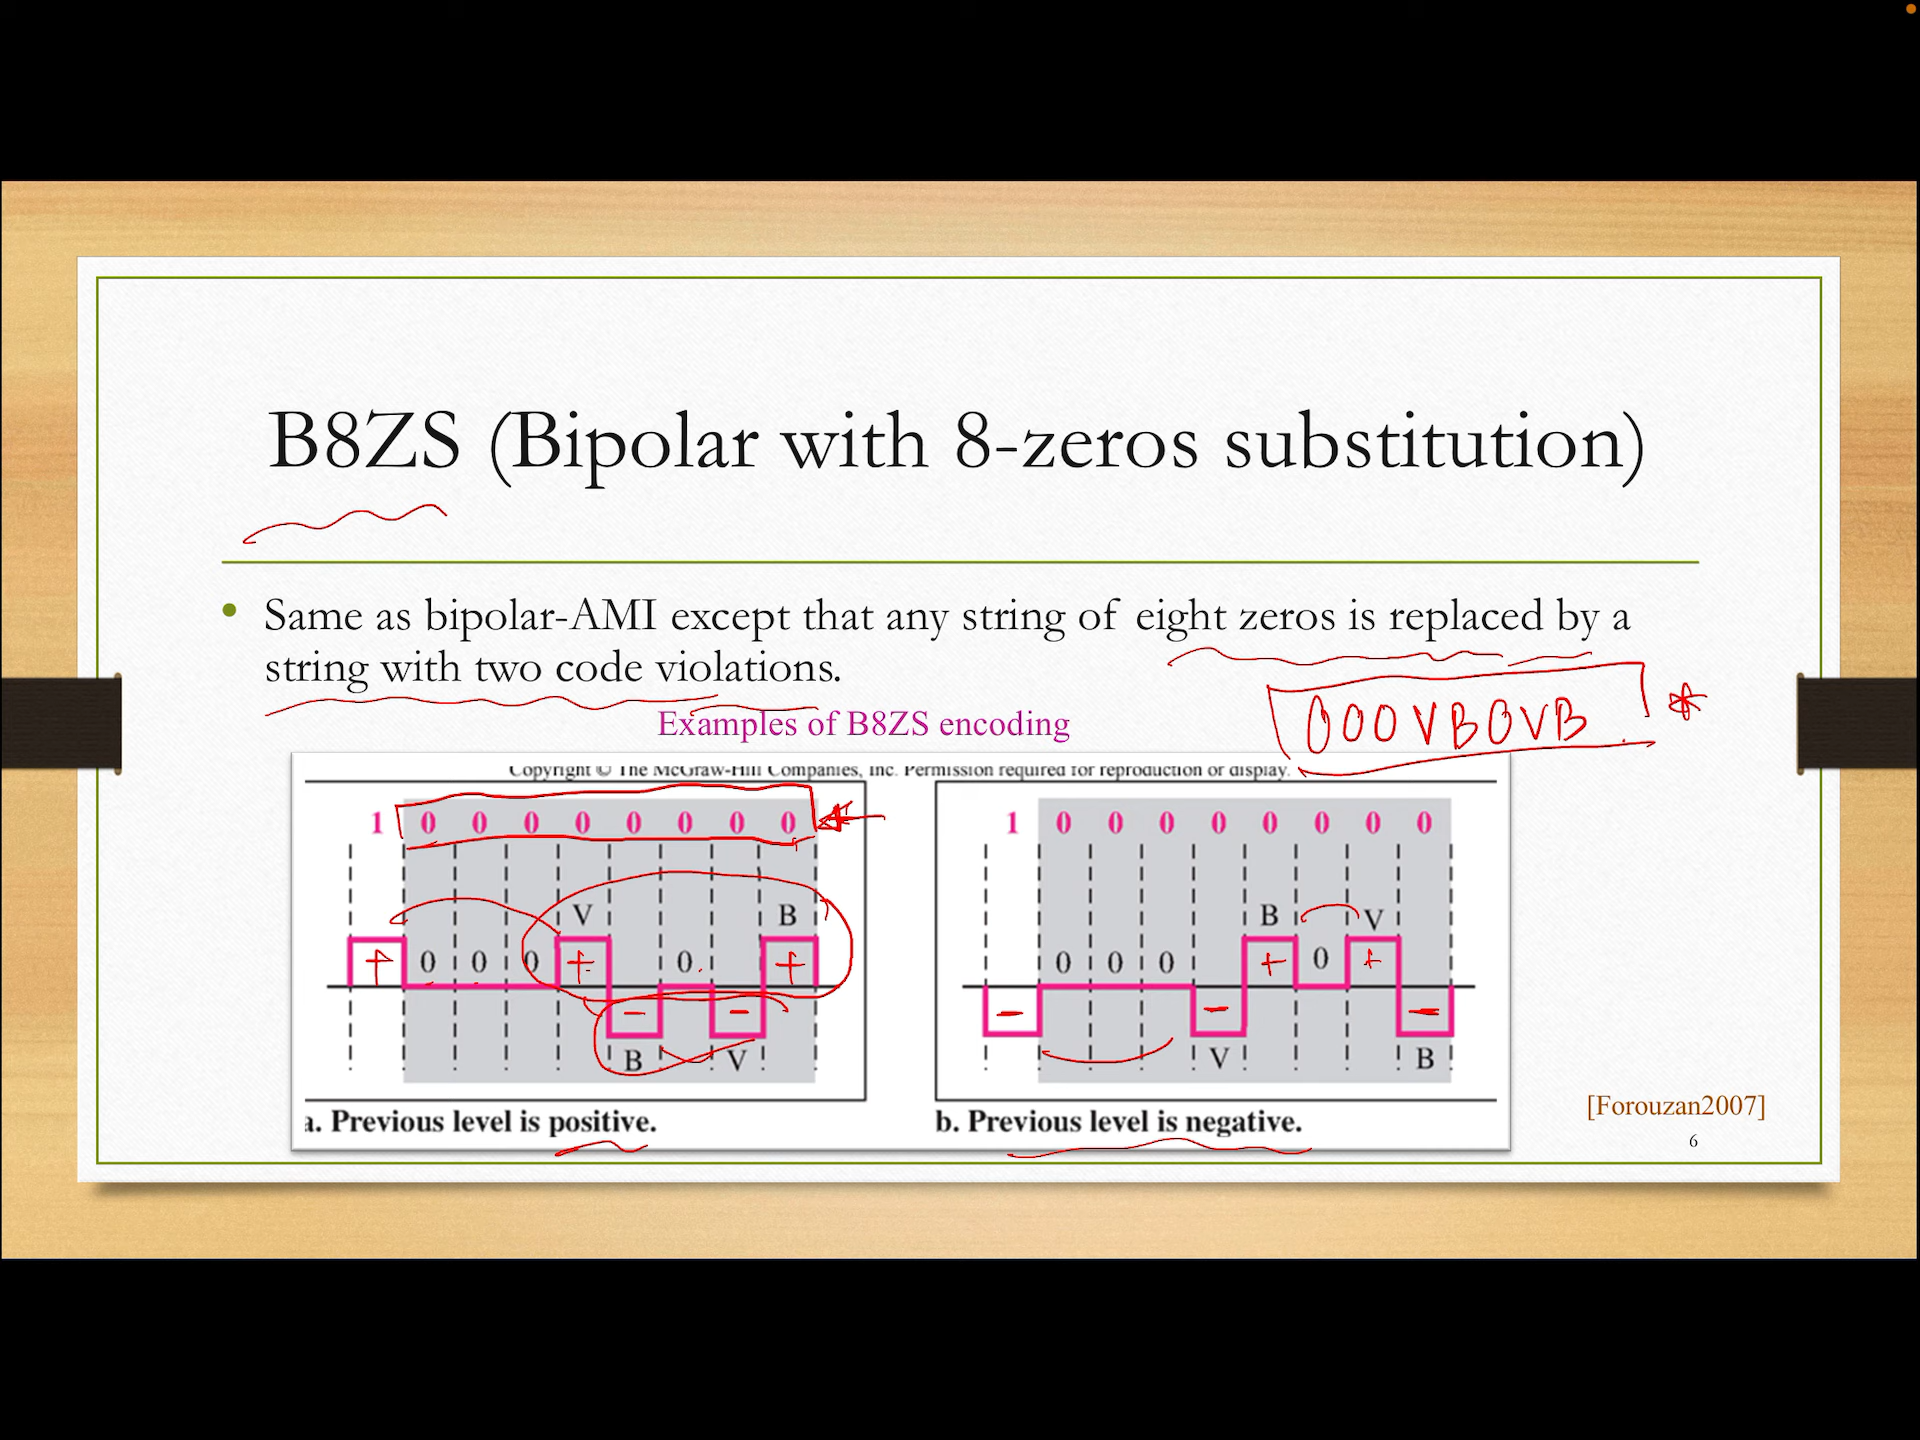 B8ZS (Bipolar with 8-zeros substitution)
• Same as bipolar-AMI except that any string of eight zeros is replaced by a
string with two code violations.
000VB0VB *
Examples of B8ZS encoding
Copyright © The McGraw-Hill Companies, Inc. Permission required for reproduction or display.
1 0 0 0 0 0 0 0 0
V B
+ 0 0 0 + 0 +
- -
B V
a. Previous level is positive.
1 0 0 0 0 0 0 0 0
B V
0 0 0 + 0 +
- - -
V B
b. Previous level is negative.
[Forouzan2007]
6